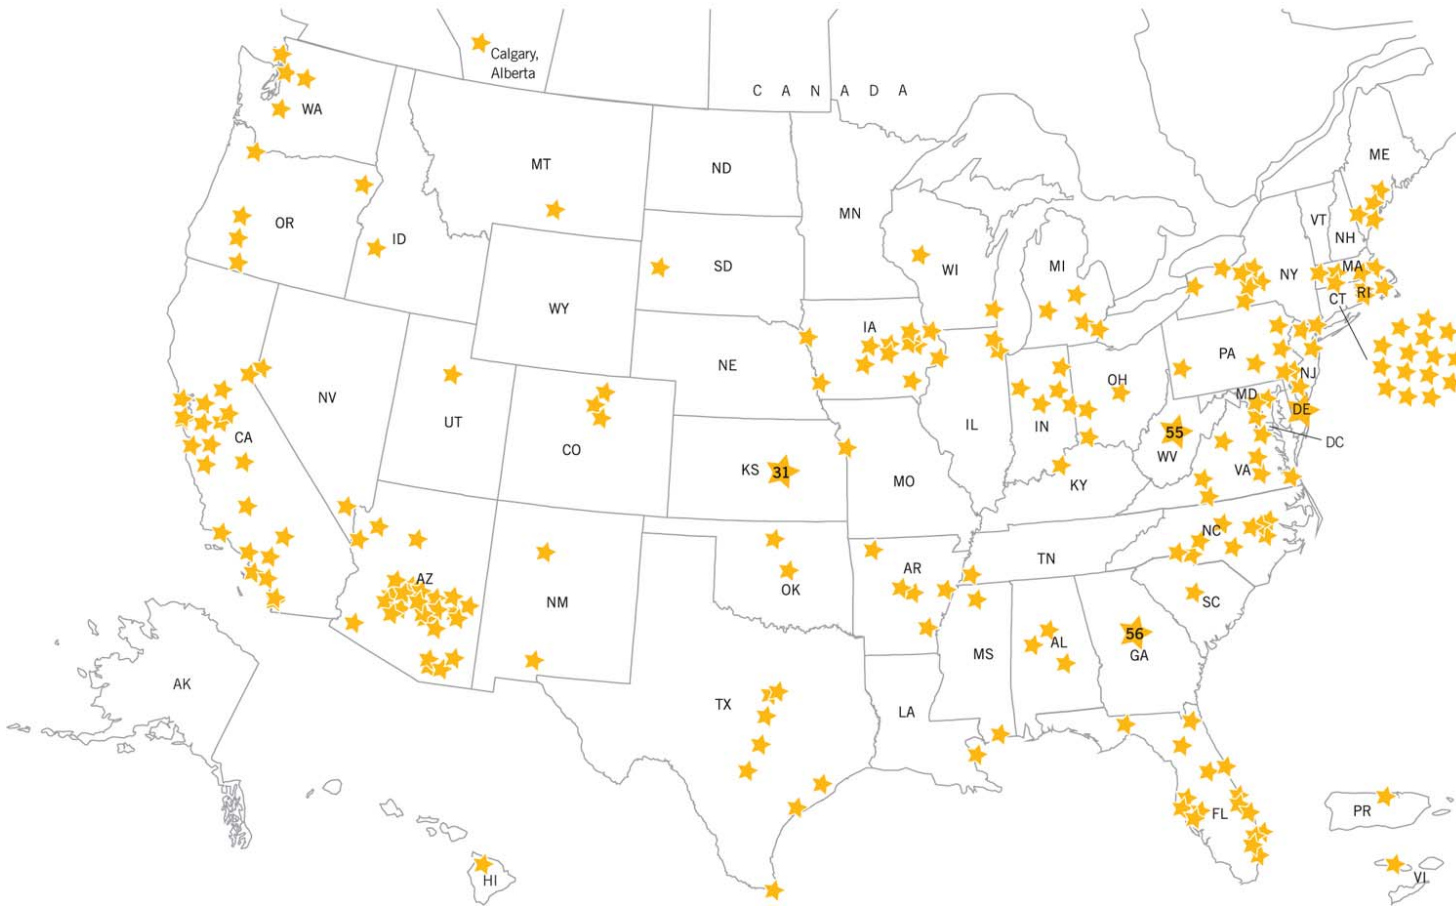 Calgary,
Alberta
C A N A D A
WA
MT
ND
ME
MN
VT
OR
ID
NH
SD
WI
MI
NY
MA
CT
RI
WY
IA
PA
NE
OH
NJ
NV
MD
DE
UT
CA
IL
IN
55
DC
CO
WV
KS
31
VA
MO
KY
NC
TN
AR
AZ
OK
NM
SC
56
AL
MS
GA
AK
TX
LA
PR
FL
HI
VI